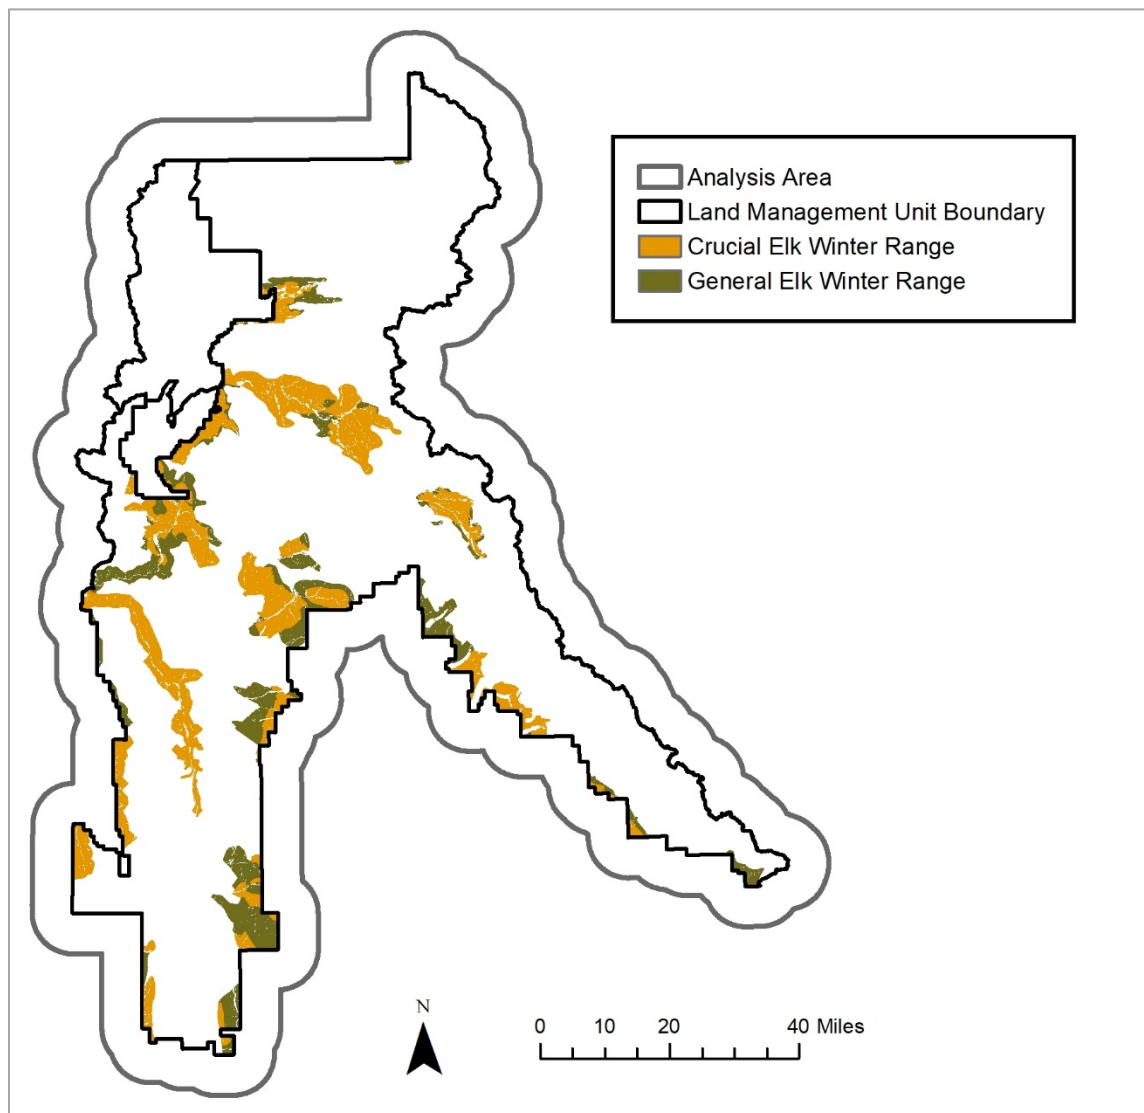 Analysis Area
Land Management Unit Boundary
Crucial Elk Winter Range
General Elk Winter Range
N
0 10 20 40 Miles